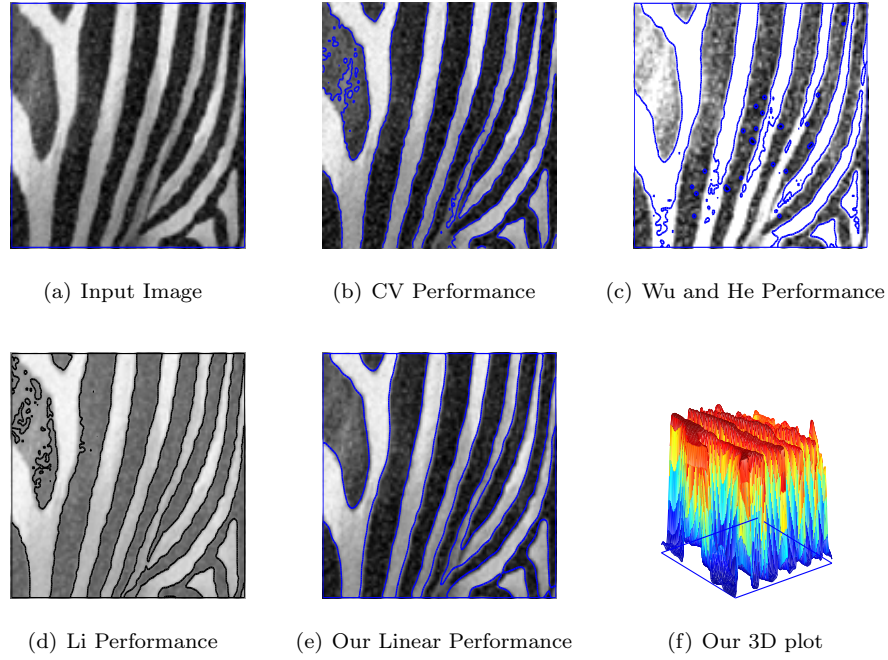 (a) Input Image
(b) CV Performance
(c) Wu and He Performance
(d) Li Performance
(e) Our Linear Performance
(f) Our 3D plot